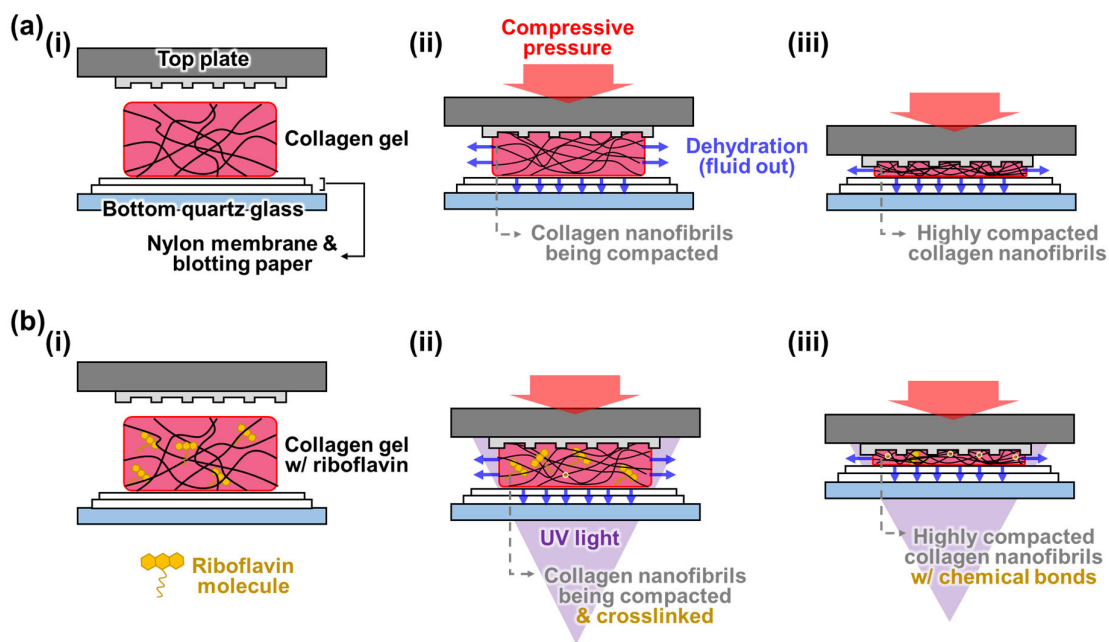 (a)
(i)
Top plate
Collagen gel
Bottom quartz glass
Nylon membrane &
blotting paper
(ii)
Compressive
pressure
Dehydration
(fluid out)
Collagen nanofibrils
being compacted
(iii)
Highly compacted
collagen nanofibrils
(b)
(i)
Collagen gel
w/ riboflavin
Riboflavin
molecule
(ii)
UV light
Collagen nanofibrils
being compacted
& crosslinked
(iii)
Highly compacted
collagen nanofibrils
w/ chemical bonds